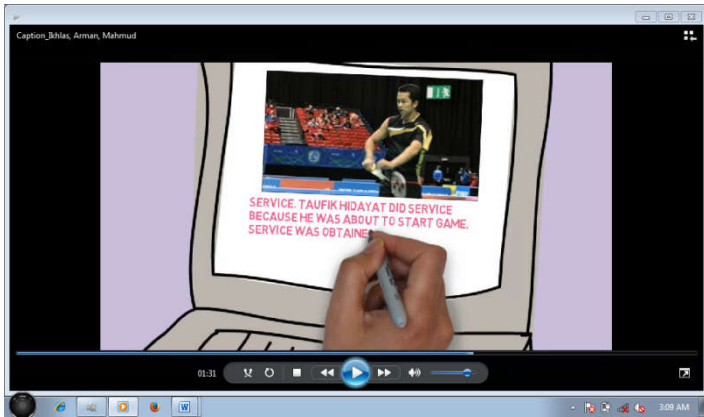 Caption_Ikhlas, Arman, Mahmud
SERVICE. TAUFIK HIDAYAT DID SERVICE
BECAUSE HE WAS ABOUT TO START GAME.
SERVICE WAS OBTAINE
01:31
3:09 AM